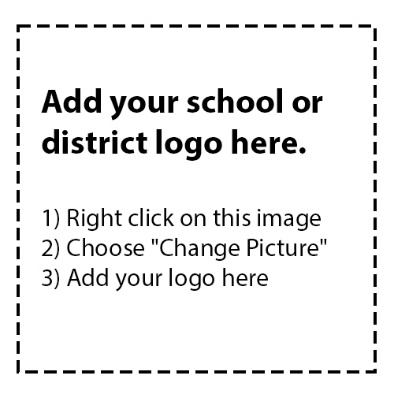 Add your school or
district logo here.
1) Right click on this image
2) Choose "Change Picture"
3) Add your logo here